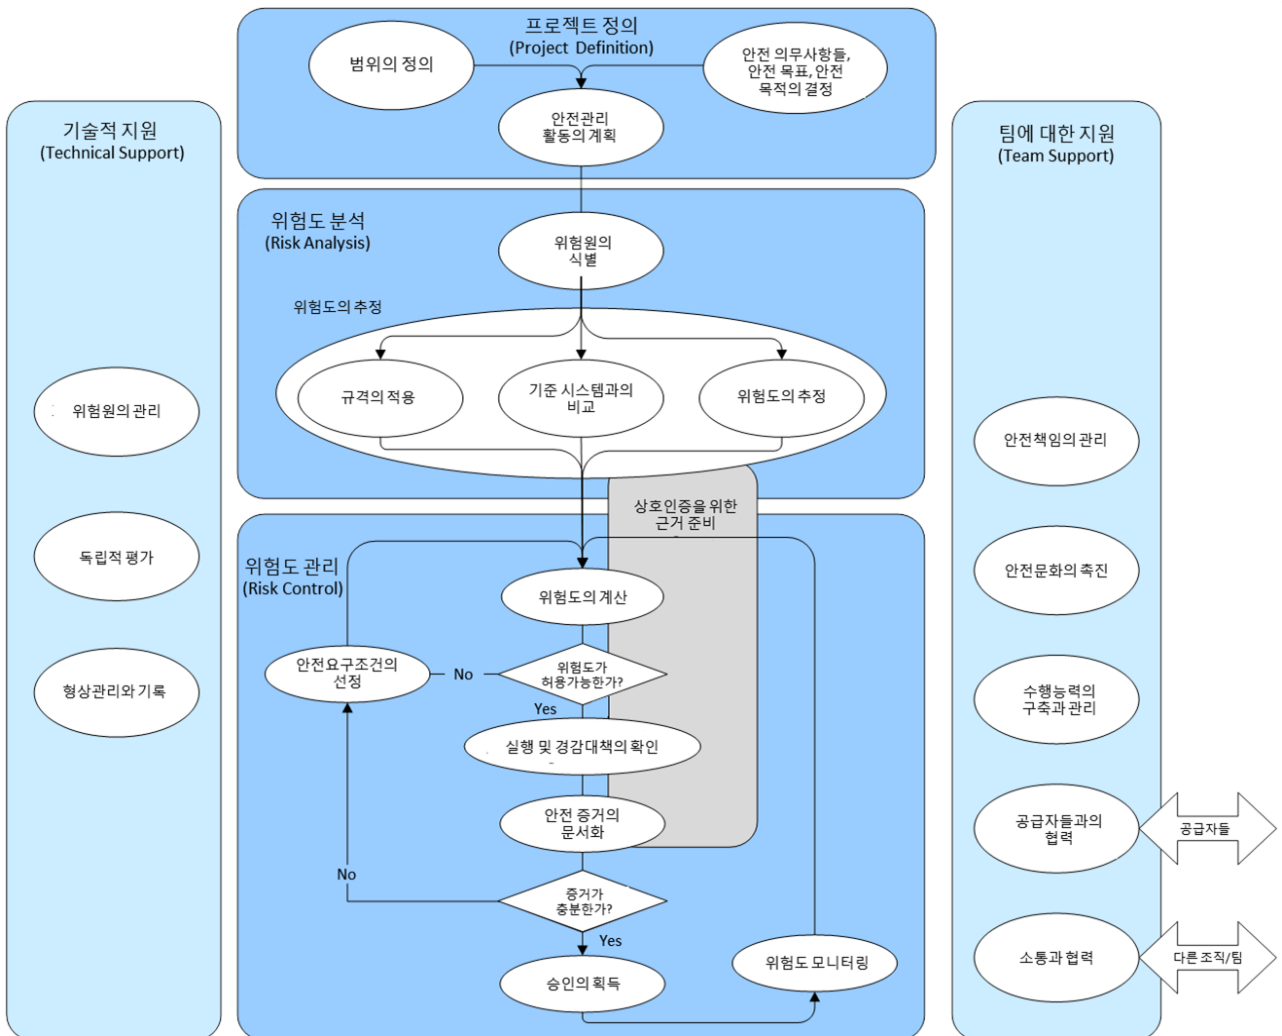 프로젝트 정의
(Project Definition)
범위의 정의
안전 의무사항들,
안전 목표, 안전
목적의 결정
안전관리
활동의 계획
기술적 지원
(Technical Support)
위험원의 관리
독립적 평가
형상관리와 기록
위험도 분석
(Risk Analysis)
위험원의
식별
위험도의 추정
규격의 적용
기준 시스템과의
비교
위험도의 추정
상호인증을 위한
근거 준비
위험도 관리
(Risk Control)
위험도의 계산
안전요구조건의
선정
No
위험도가
허용가능한가?
Yes
실행 및 경감대책의 확인
안전 증거의
문서화
No
증거가
충분한가?
Yes
승인의 획득
위험도 모니터링
팀에 대한 지원
(Team Support)
안전책임의 관리
안전문화의 촉진
수행능력의
구축과 관리
공급자들과의
협력
공급자들
소통과 협력
다른 조직/팀